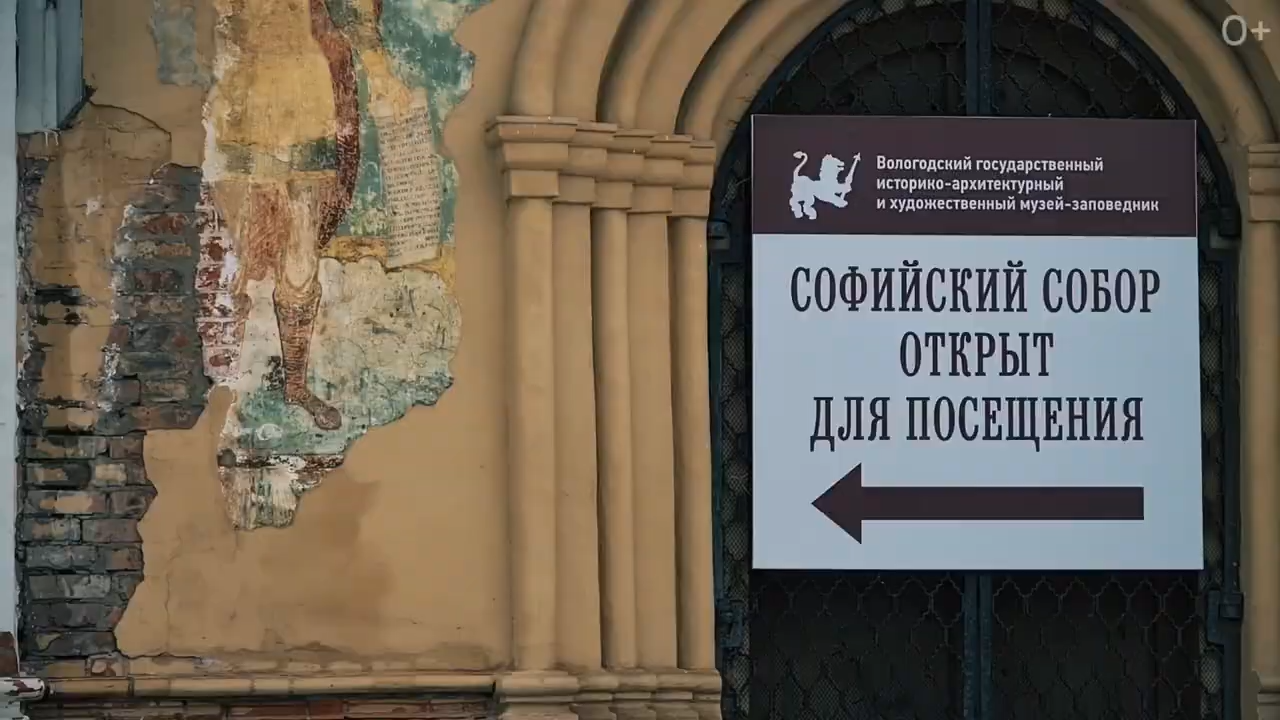 0+
Вологодский государственный
историко-архитектурный
и художественный музей-заповедник
СОФИЙСКИЙ СОБОР
ОТКРЫТ
ДЛЯ ПОСЕЩЕНИЯ